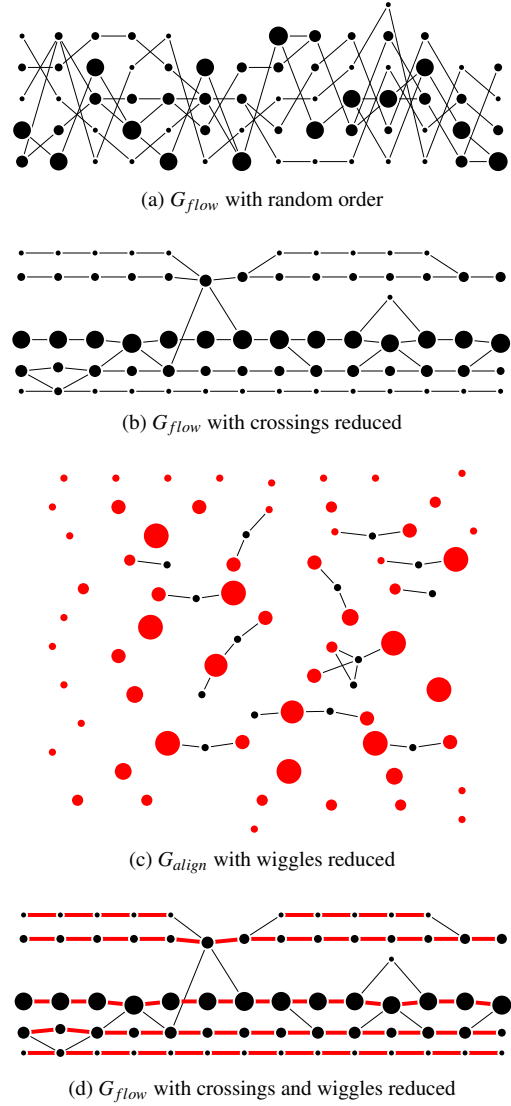 (a) G_flow with random order
(b) G_flow with crossings reduced
(c) G_align with wiggles reduced
(d) G_flow with crossings and wiggles reduced